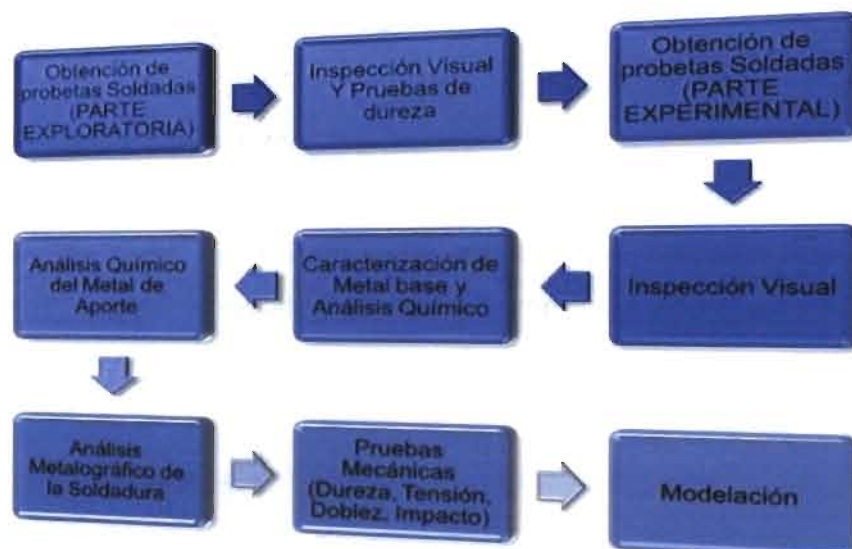 Obtención de
probetas Soldadas
(PARTE
EXPLORATORIA)
Inspección Visual
Y Pruebas de
dureza
Obtención de
probetas Soldadas
(PARTE
EXPERIMENTAL)
Inspección Visual
Caracterización de
Metal base y
Análisis Químico
Análisis Químico
del Metal de
Aporte
Análisis
Metalográfico de
la Soldadura
Pruebas
Mecánicas
(Dureza, Tensión,
Doblez, Impacto)
Modelación